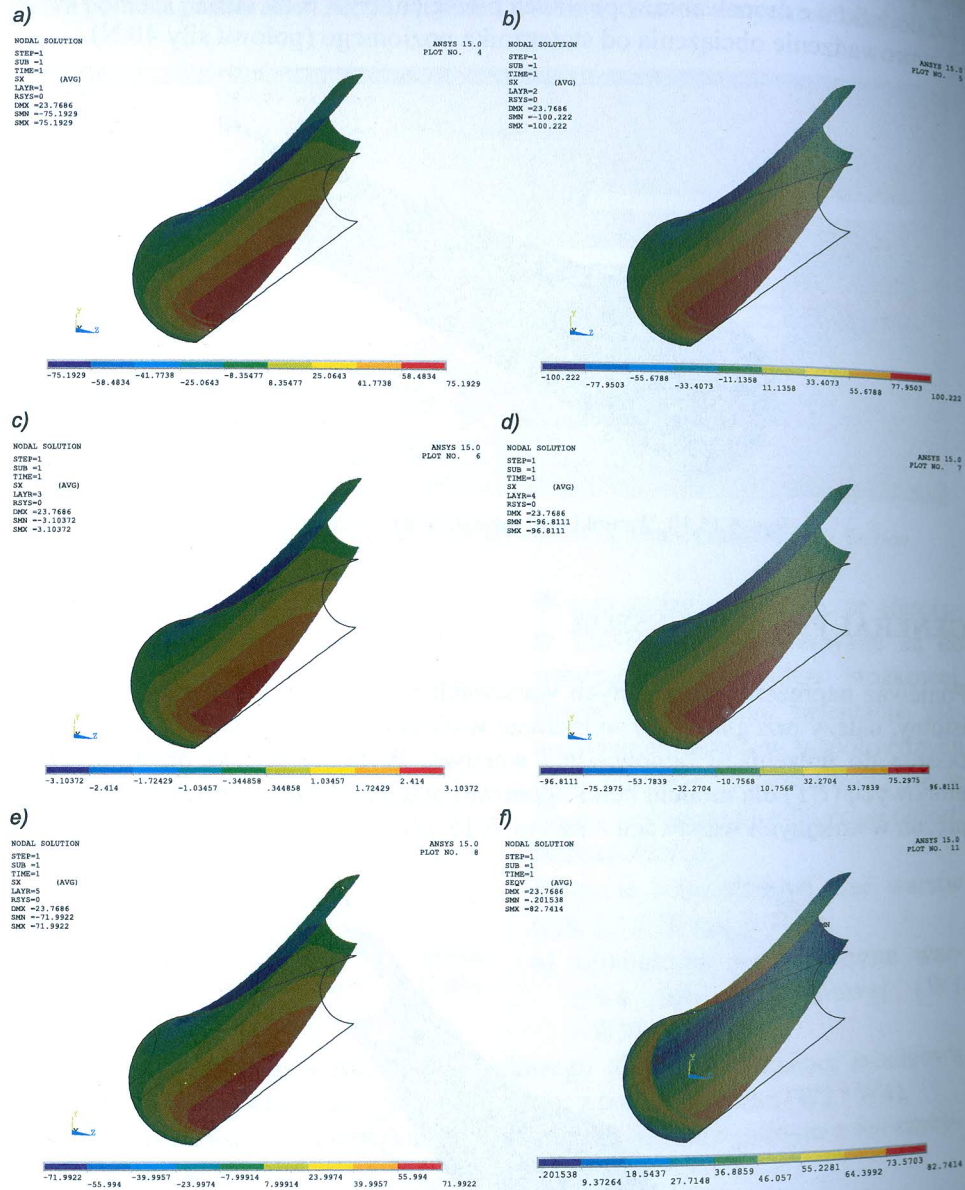 a)
NODAL SOLUTION
STEP=1
SUB =1
TIME=1
SX (AVG)
LAYR=1
RSYS=0
DMX =23.7686
SMN =-75.1929
SMX =75.1929
ANSYS 15.0
PLOT NO. 4
Y
X Z
-75.1929 -41.7738 -8.35477 25.0643 58.4834
-58.4834 -25.0643 8.35477 41.7738 75.1929
b)
NODAL SOLUTION
STEP=1
SUB =1
TIME=1
SX (AVG)
LAYR=2
RSYS=0
DMX =23.7686
SMN =-100.222
SMX =100.222
ANSYS 15.0
PLOT NO. 5
Y
X Z
-100.222 -55.6788 -11.1358 33.4073 77.9503
-77.9503 -33.4073 11.1358 55.6788 100.222
c)
NODAL SOLUTION
STEP=1
SUB =1
TIME=1
SX (AVG)
LAYR=3
RSYS=0
DMX =23.7686
SMN =-3.10372
SMX =3.10372
ANSYS 15.0
PLOT NO. 6
Y
X Z
-3.10372 -1.72429 -.344858 1.03457 2.414
-2.414 -1.03457 .344858 1.72429 3.10372
d)
NODAL SOLUTION
STEP=1
SUB =1
TIME=1
SX (AVG)
LAYR=4
RSYS=0
DMX =23.7686
SMN =-96.8111
SMX =96.8111
ANSYS 15.0
PLOT NO. 7
Y
X Z
-96.8111 -53.7839 -10.7568 32.2704 75.2975
-75.2975 -32.2704 10.7568 53.7839 96.8111
e)
NODAL SOLUTION
STEP=1
SUB =1
TIME=1
SX (AVG)
LAYR=5
RSYS=0
DMX =23.7686
SMN =-71.9922
SMX =71.9922
ANSYS 15.0
PLOT NO. 8
Y
X Z
-71.9922 -39.9957 -7.99914 23.9974 55.994
-55.994 -23.9974 7.99914 39.9957 71.9922
f)
NODAL SOLUTION
STEP=1
SUB =1
TIME=1
SEQV (AVG)
DMX =23.7686
SMN =.201538
SMX =82.7414
ANSYS 15.0
PLOT NO. 11
MN
Y
X Z
.201538 18.5437 36.8859 55.2281 73.5703
9.37264 27.7148 46.057 64.3992 82.7414